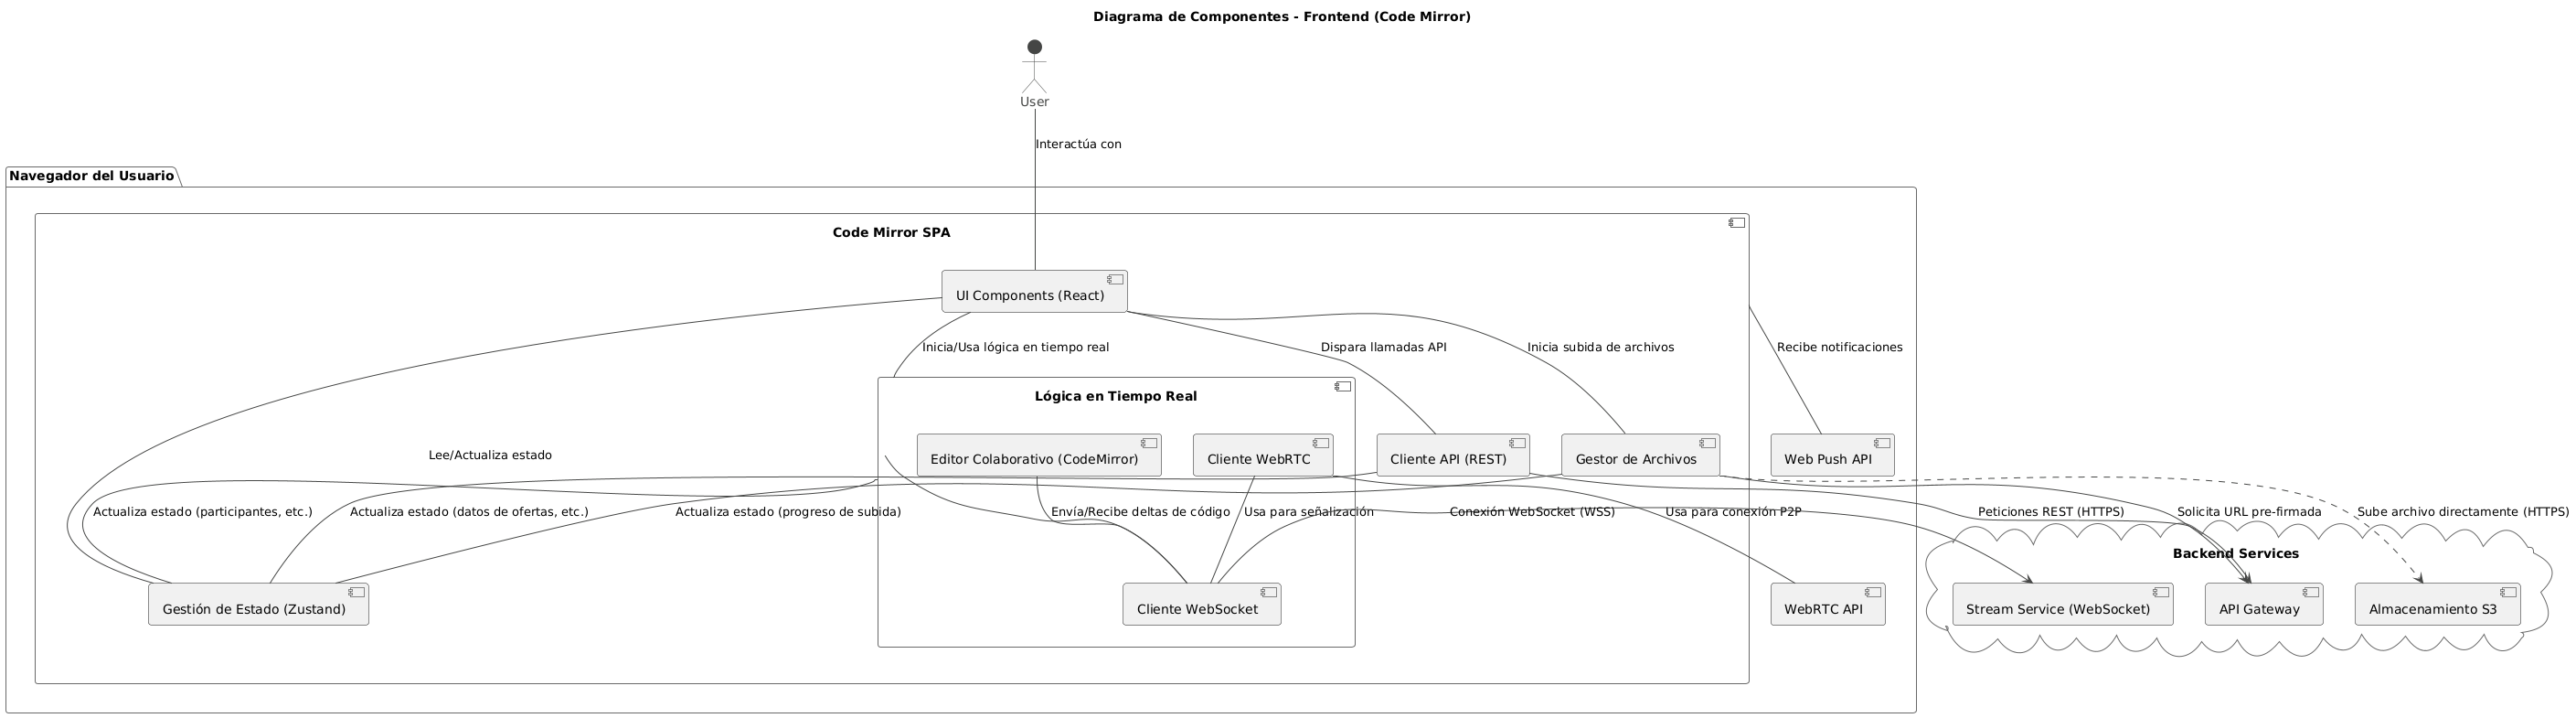 Diagrama de Componentes - Frontend (Code Mirror)
User
Interactúa con
Navegador del Usuario
Code Mirror SPA
UI Components (React)
Inicia/Usa lógica en tiempo real
Dispara llamadas API
Inicia subida de archivos
Recibe notificaciones
Lógica en Tiempo Real
Editor Colaborativo (CodeMirror)
Cliente WebRTC
Cliente API (REST)
Gestor de Archivos
Web Push API
Lee/Actualiza estado
Actualiza estado (participantes, etc.)
Actualiza estado (datos de ofertas, etc.)
Actualiza estado (progreso de subida)
Envía/Recibe deltas de código
Usa para señalización
Conexión WebSocket (WSS)
Usa para conexión P2P
Peticiones REST (HTTPS)
Solicita URL pre-firmada
Sube archivo directamente (HTTPS)
Backend Services
Gestión de Estado (Zustand)
Cliente WebSocket
WebRTC API
Stream Service (WebSocket)
API Gateway
Almacenamiento S3